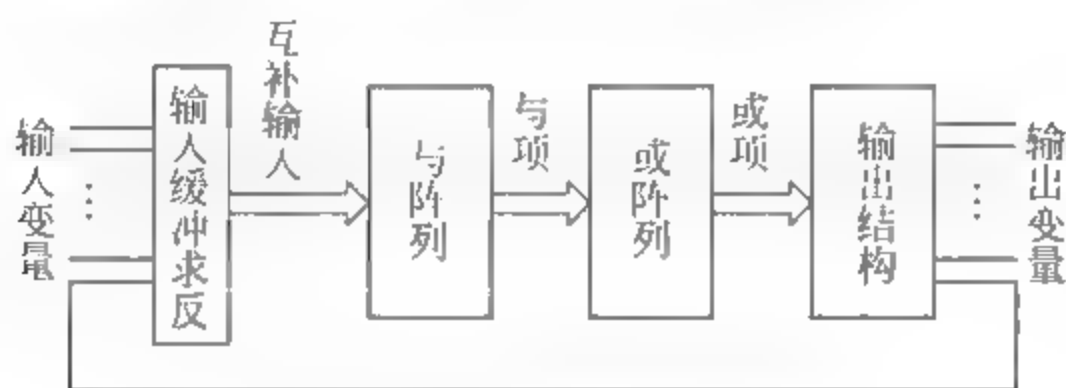 输入变量
输入缓冲求反
互补输入
与阵列
与项
或阵列
或项
输出结构
输出变量